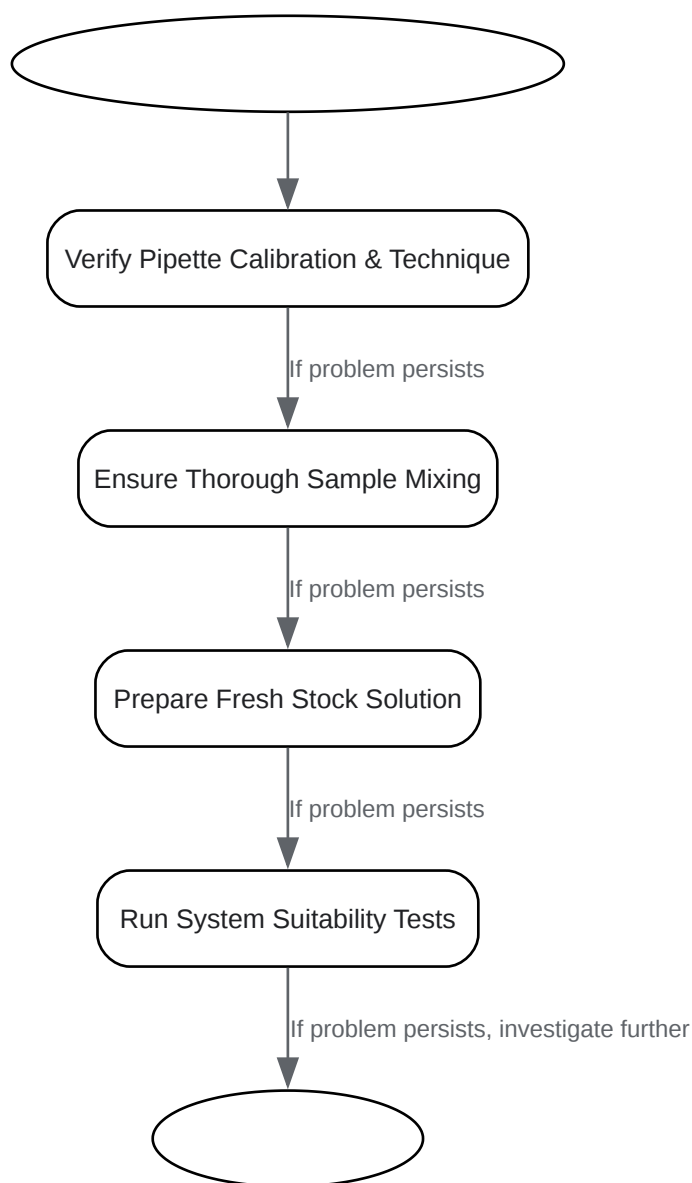 Verify Pipette Calibration & Technique
If problem persists
Ensure Thorough Sample Mixing
If problem persists
Prepare Fresh Stock Solution
If problem persists
Run System Suitability Tests
If problem persists, investigate further